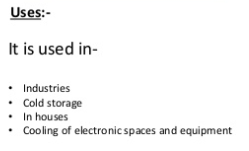 Uses:-
It is used in-
• Industries
• Cold storage
• In houses
• Cooling of electronic spaces and equipment